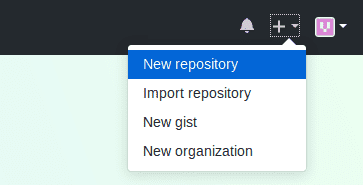 New repository
Import repository
New gist
New organization